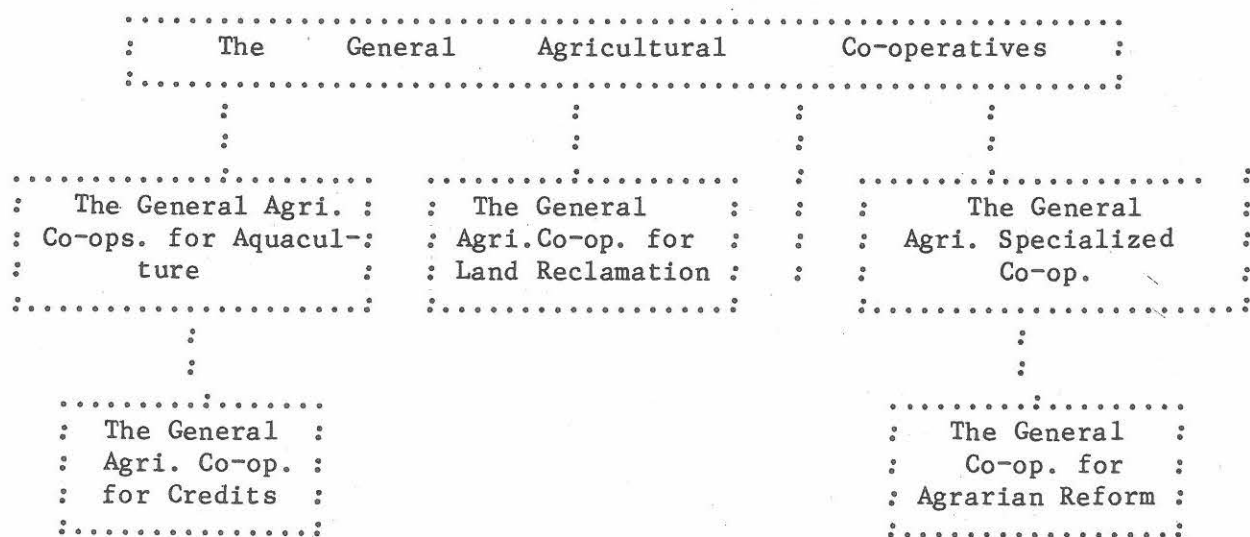 The General Agricultural Co-operatives
The General Agri.
Co-ops. for Aquacul-
ture
The General
Agri.Co-op. for
Land Reclamation
The General
Agri. Specialized
Co-op.
The General
Agri. Co-op.
for Credits
The General
Co-op. for
Agrarian Reform